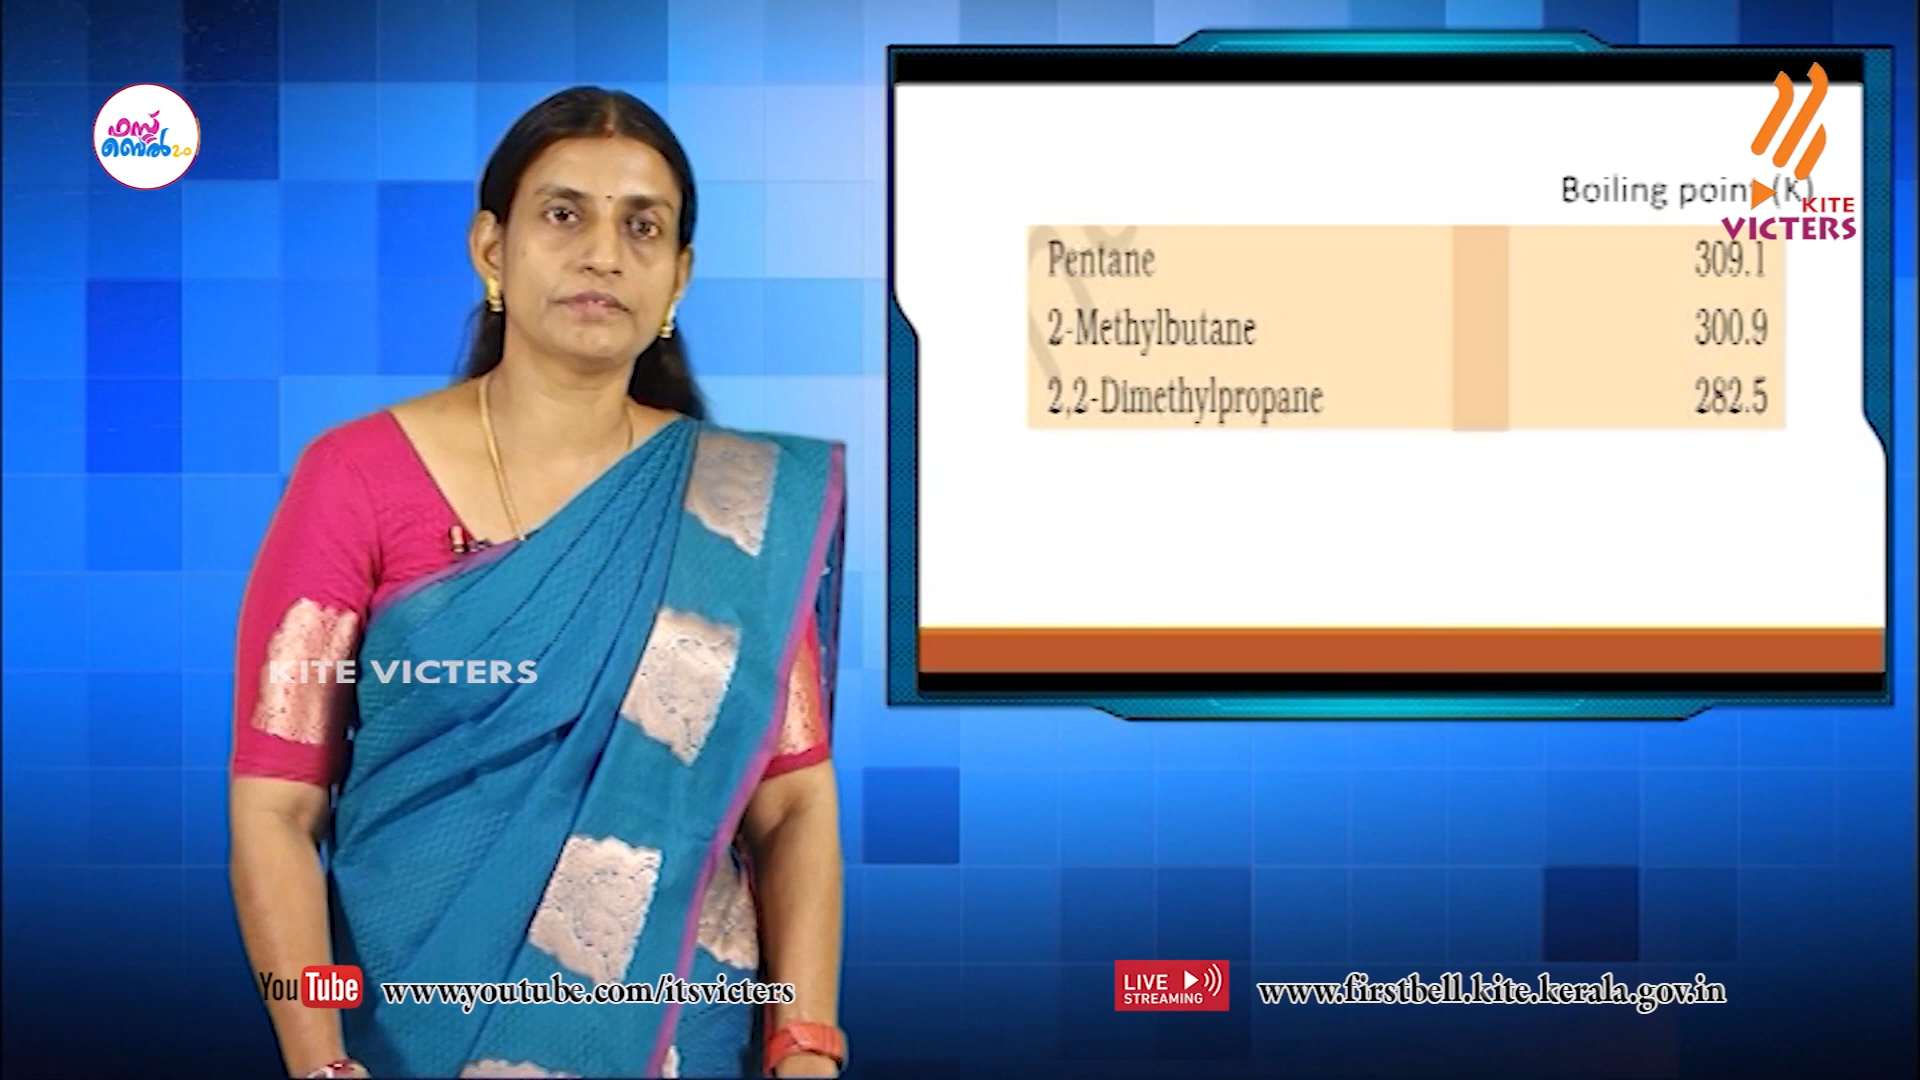 ഫസ്റ്റ്
ബെൽ 2.0
Boiling point (K)
KITE
VICTERS
Pentane 309.1
2-Methylbutane 300.9
2,2-Dimethylpropane 282.5
KITE VICTERS
YouTube www.youtube.com/itsvicters
LIVE STREAMING www.firstbell.kite.kerala.gov.in